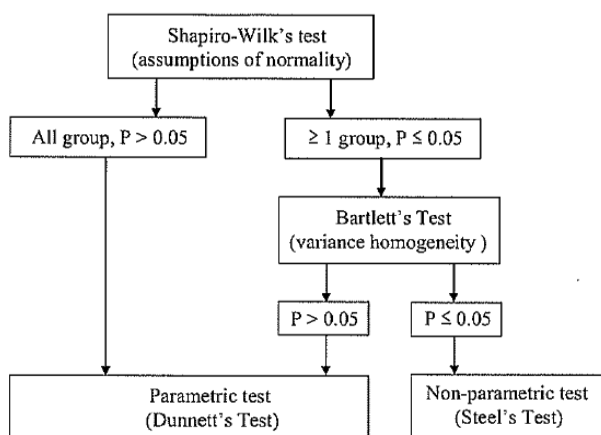 Shapiro-Wilk's test
(assumptions of normality)
All group, P > 0.05
≥ 1 group, P ≤ 0.05
Bartlett's Test
(variance homogeneity )
P > 0.05
P ≤ 0.05
Parametric test
(Dunnett's Test)
Non-parametric test
(Steel's Test)